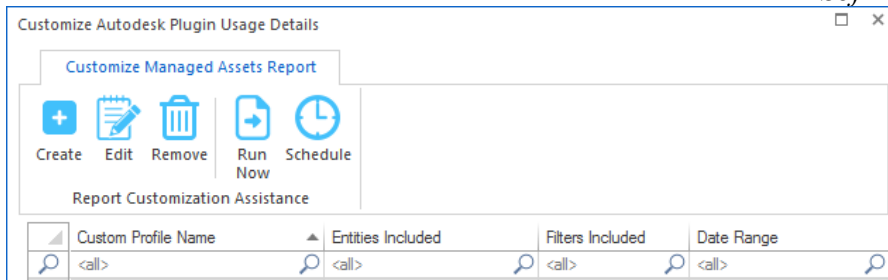 Customize Autodesk Plugin Usage Details
Customize Managed Assets Report
Create Edit Remove Run Now Schedule
Report Customization Assistance
Custom Profile Name Entities Included Filters Included Date Range
<all> <all> <all> <all>